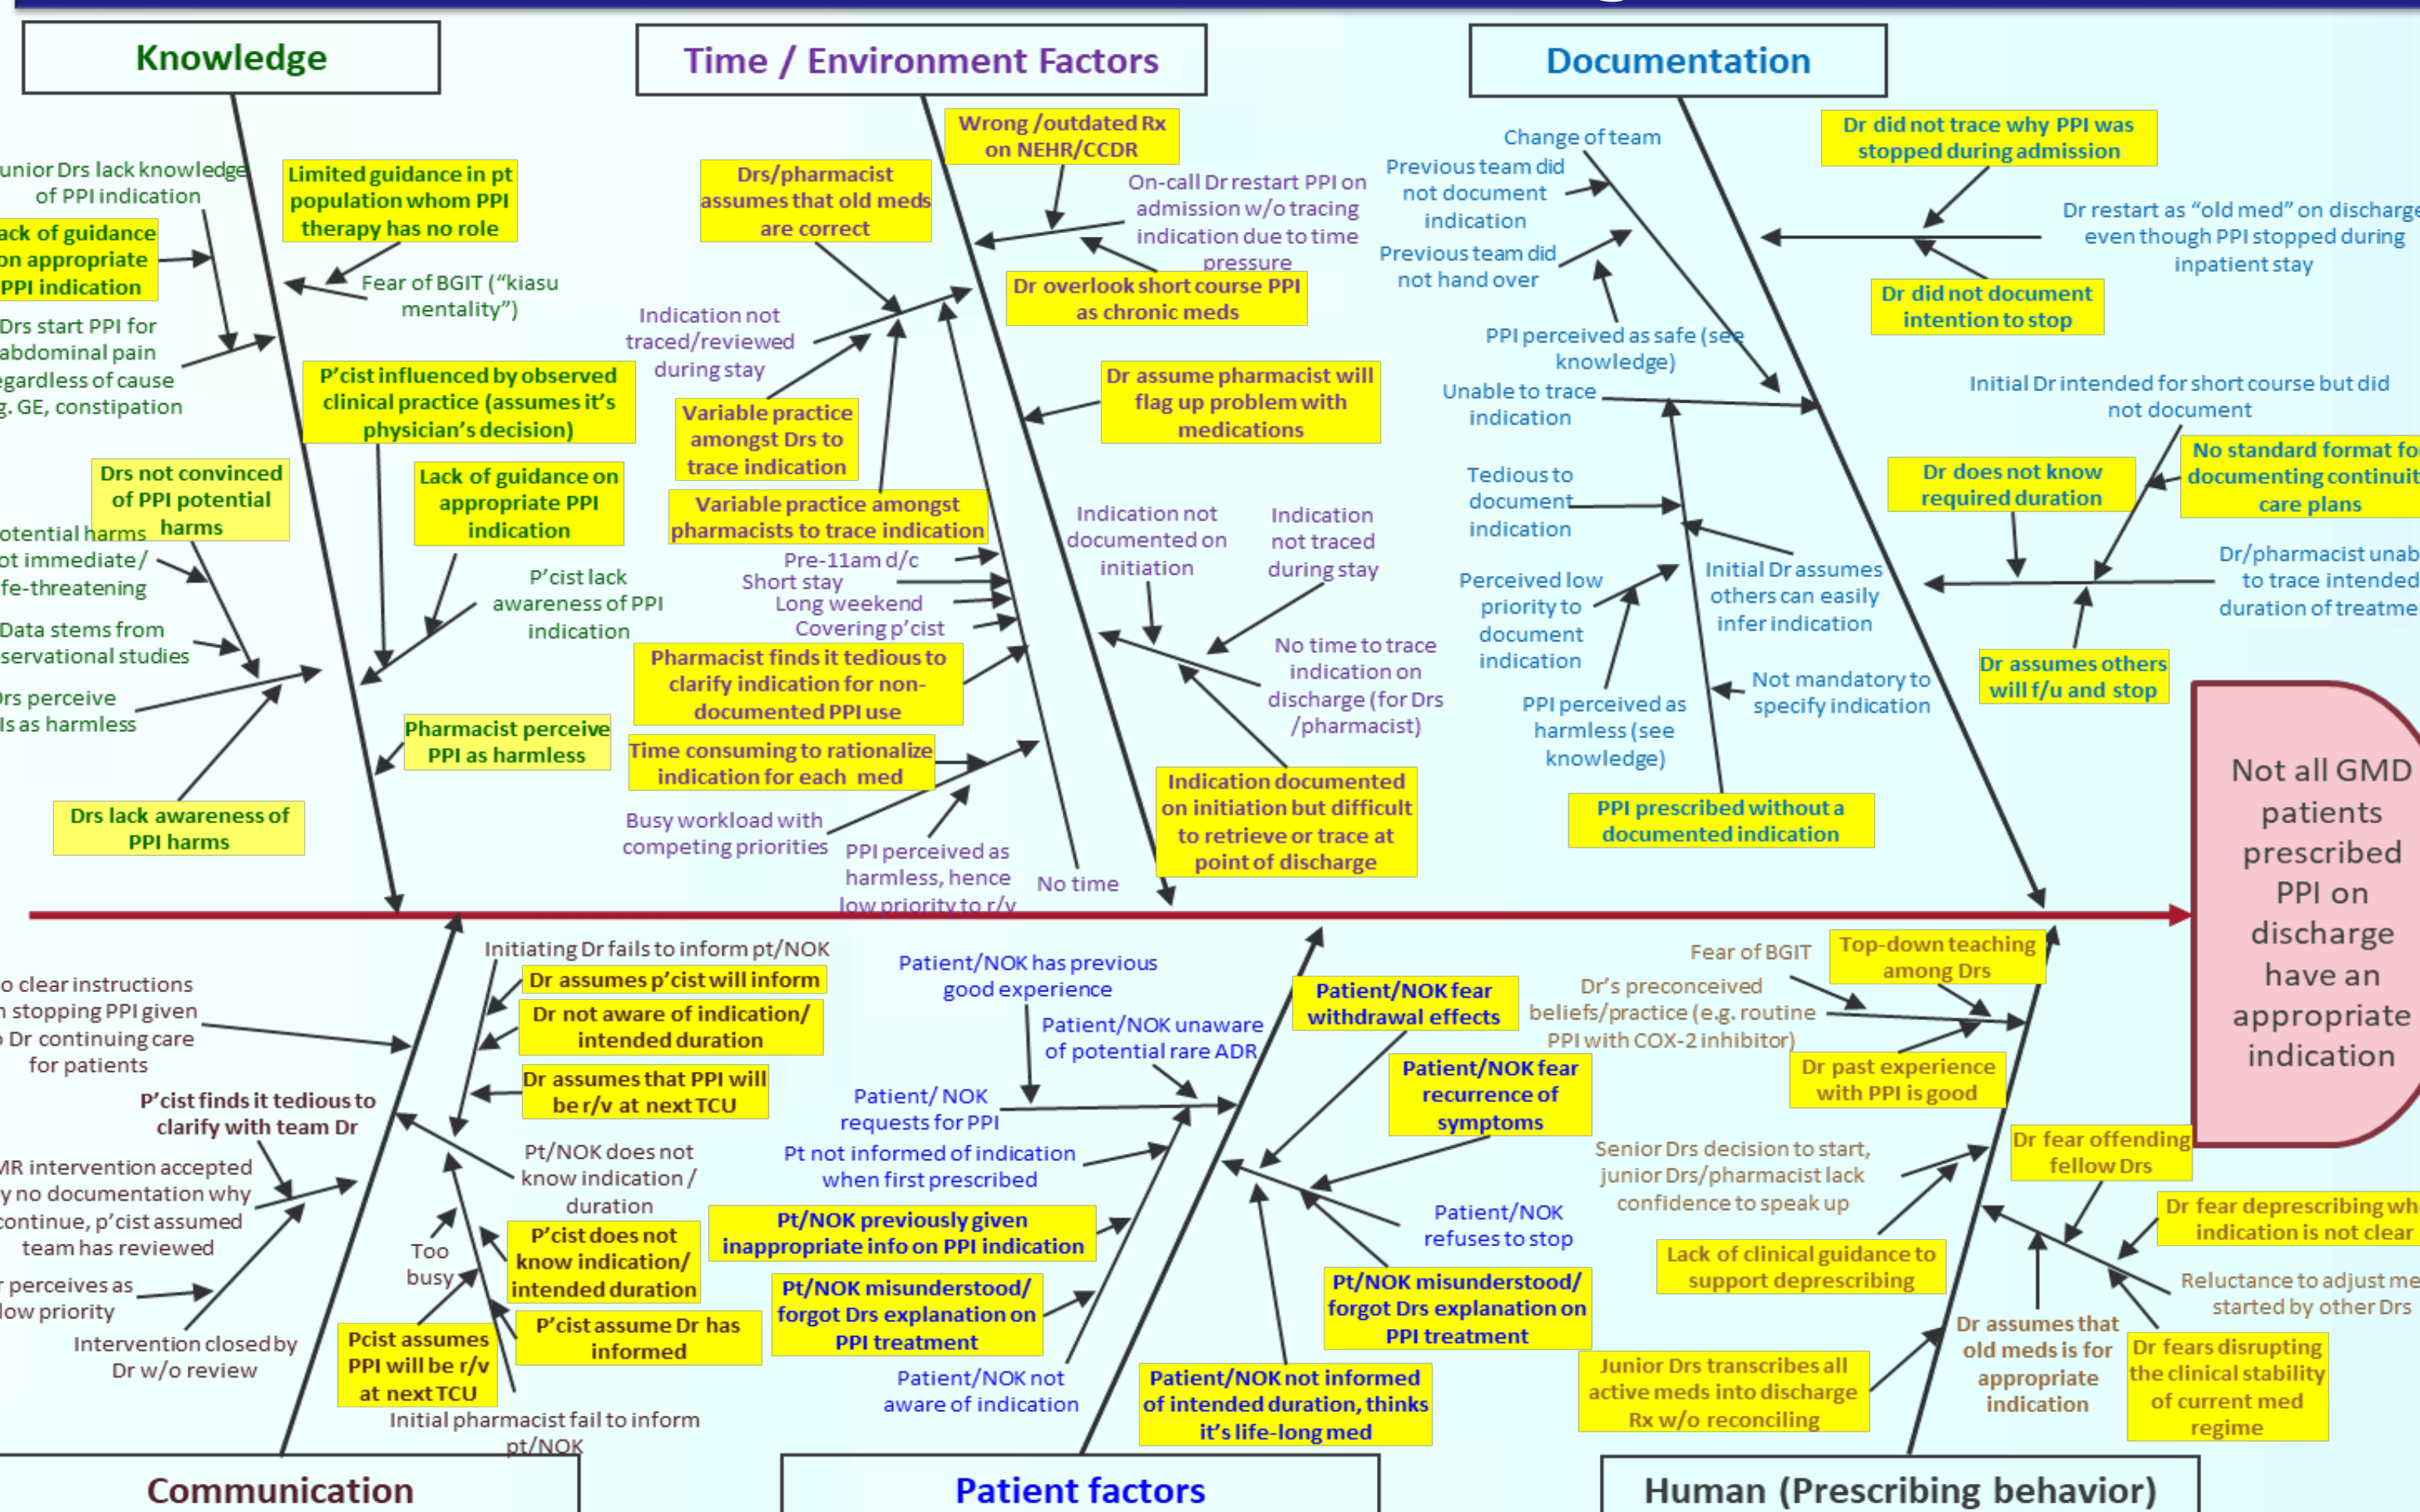 Knowledge
Time / Environment Factors
Documentation
unior Drs lack knowledge
of PPI indication
ack of guidance
on appropriate
PPI indication
Limited guidance in pt
population whom PPI
therapy has no role
Fear of BGIT (“kiasu
mentality”)
Drs start PPI for
abdominal pain
egardless of cause
g. GE, constipation
P’cist influenced by observed
clinical practice (assumes it’s
physician’s decision)
Drs not convinced
of PPI potential
harms
Lack of guidance on
appropriate PPI
indication
otential harms
ot immediate/
fe-threatening
P’cist lack
awareness of PPI
indication
Data stems from
servational studies
rs perceive
Is as harmless
Pharmacist perceive
PPI as harmless
Drs lack awareness of
PPI harms
Wrong /outdated Rx
on NEHR/CCDR
Drs/pharmacist
assumes that old meds
are correct
On-call Dr restart PPI on
admission w/o tracing
indication due to time
pressure
Dr overlook short course PPI
as chronic meds
Indication not
traced/reviewed
during stay
Variable practice
amongst Drs to
trace indication
Dr assume pharmacist will
flag up problem with
medications
Variable practice amongst
pharmacists to trace indication
Pre-11am d/c
Short stay
Long weekend
Covering p’cist
Pharmacist finds it tedious to
clarify indication for non-
documented PPI use
Time consuming to rationalize
indication for each med
Busy workload with
competing priorities
PPI perceived as
harmless, hence
low priority to r/v
No time
Indication not
documented on
initiation
Indication
not traced
during stay
No time to trace
indication on
discharge (for Drs
/pharmacist)
Indication documented
on initiation but difficult
to retrieve or trace at
point of discharge
Change of team
Previous team did
not document
indication
Previous team did
not hand over
PPI perceived as safe (see
knowledge)
Unable to trace
indication
Tedious to
document
indication
Perceived low
priority to
document
indication
Initial Dr assumes
others can easily
infer indication
PPI perceived as
harmless (see
knowledge)
Not mandatory to
specify indication
PPI prescribed without a
documented indication
Dr did not trace why PPI was
stopped during admission
Dr restart as “old med” on discharge
even though PPI stopped during
inpatient stay
Dr did not document
intention to stop
Initial Dr intended for short course but did
not document
Dr does not know
required duration
No standard format fo
documenting continuit
care plans
Dr/pharmacist unab
to trace intended
duration of treatme
Dr assumes others
will f/u and stop
Not all GMD
patients
prescribed
PPI on
discharge
have an
appropriate
indication
Initiating Dr fails to inform pt/NOK
Dr assumes p’cist will inform
Dr not aware of indication/
intended duration
Dr assumes that PPI will
be r/v at next TCU
o clear instructions
n stopping PPI given
o Dr continuing care
for patients
P’cist finds it tedious to
clarify with team Dr
MR intervention accepted
y no documentation why
continue, p’cist assumed
team has reviewed
r perceives as
low priority
Intervention closed by
Dr w/o review
Pt/NOK does not
know indication /
duration
Too
busy
P’cist does not
know indication/
intended duration
P’cist assume Dr has
informed
Pcist assumes
PPI will be r/v
at next TCU
Initial pharmacist fail to inform
pt/NOK
Patient/NOK has previous
good experience
Patient/NOK unaware
of potential rare ADR
Patient/ NOK
requests for PPI
Pt not informed of indication
when first prescribed
Pt/NOK previously given
inappropriate info on PPI indication
Pt/NOK misunderstood/
forgot Drs explanation on
PPI treatment
Patient/NOK not
aware of indication
Patient/NOK fear
withdrawal effects
Patient/NOK fear
recurrence of
symptoms
Patient/NOK
refuses to stop
Pt/NOK misunderstood/
forgot Drs explanation on
PPI treatment
Patient/NOK not informed
of intended duration, thinks
it’s life-long med
Fear of BGIT
Top-down teaching
among Drs
Dr’s preconceived
beliefs/practice (e.g. routine
PPI with COX-2 inhibitor)
Dr past experience
with PPI is good
Senior Drs decision to start,
junior Drs/pharmacist lack
confidence to speak up
Lack of clinical guidance to
support deprescribing
Junior Drs transcribes all
active meds into discharge
Rx w/o reconciling
Dr fear offending
fellow Drs
Dr fear deprescribing wh
indication is not clear
Reluctance to adjust me
started by other Drs
Dr assumes that
old meds is for
appropriate
indication
Dr fears disrupting
the clinical stability
of current med
regime
Communication
Patient factors
Human (Prescribing behavior)